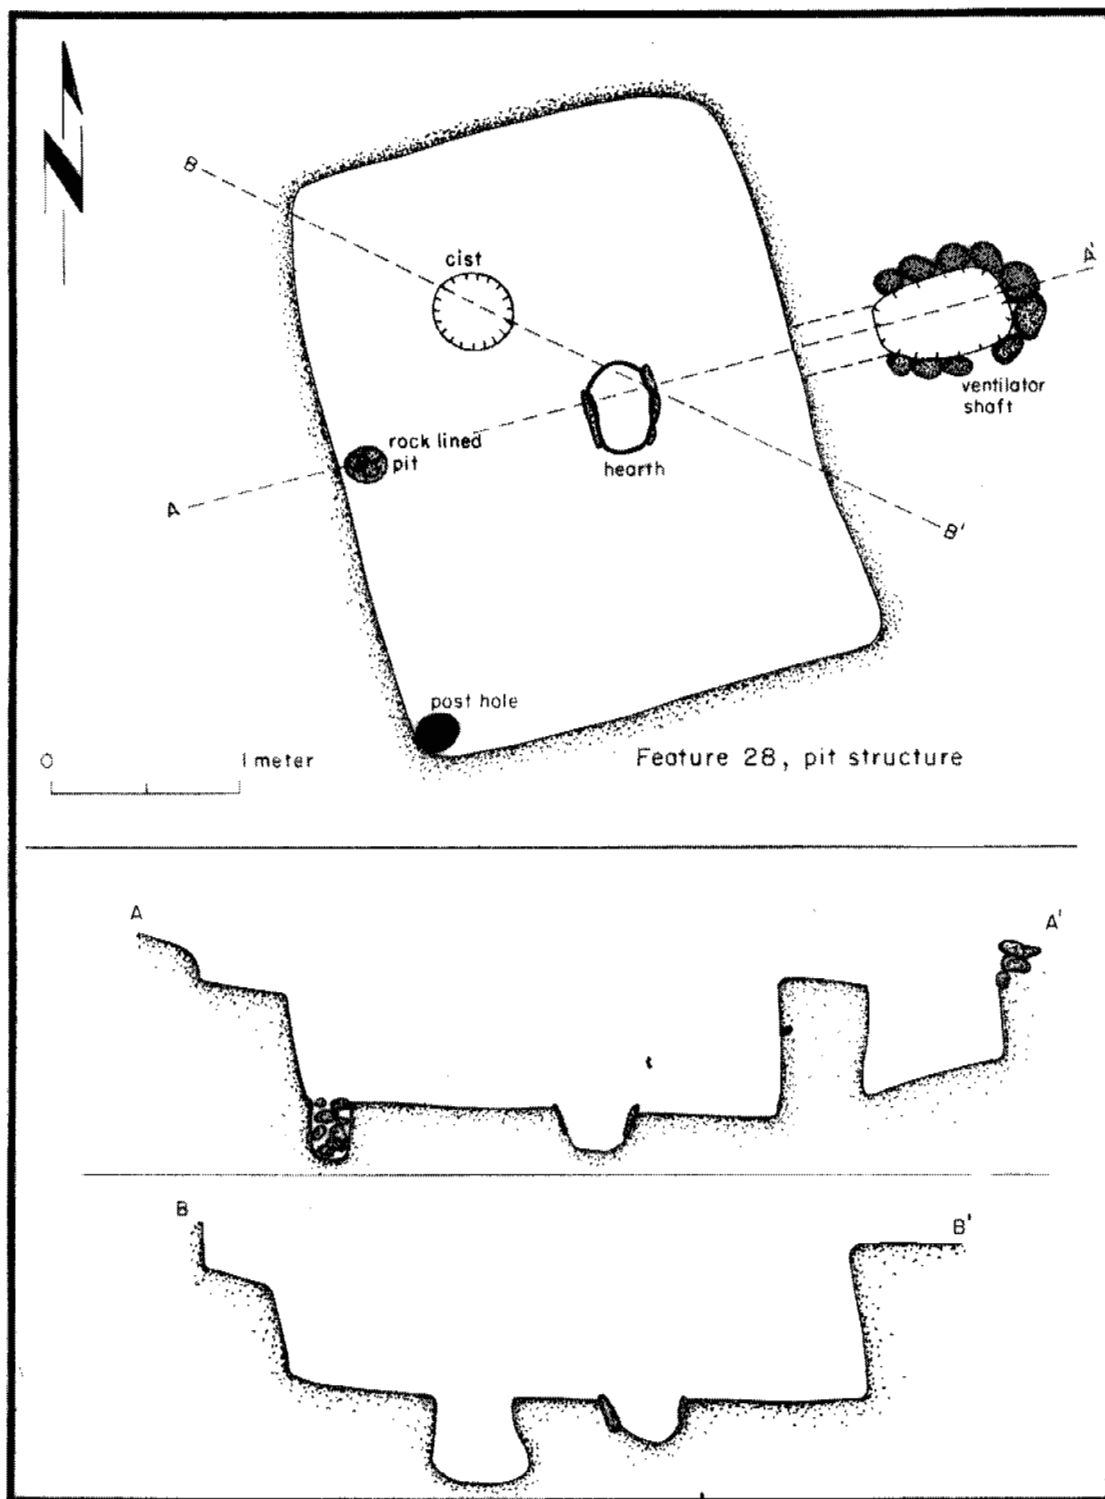 B
cist
A'
ventilator
shaft
rock lined
pit
hearth
A
B'
post hole
0 1 meter
Feature 28, pit structure
A
A'
B
B'